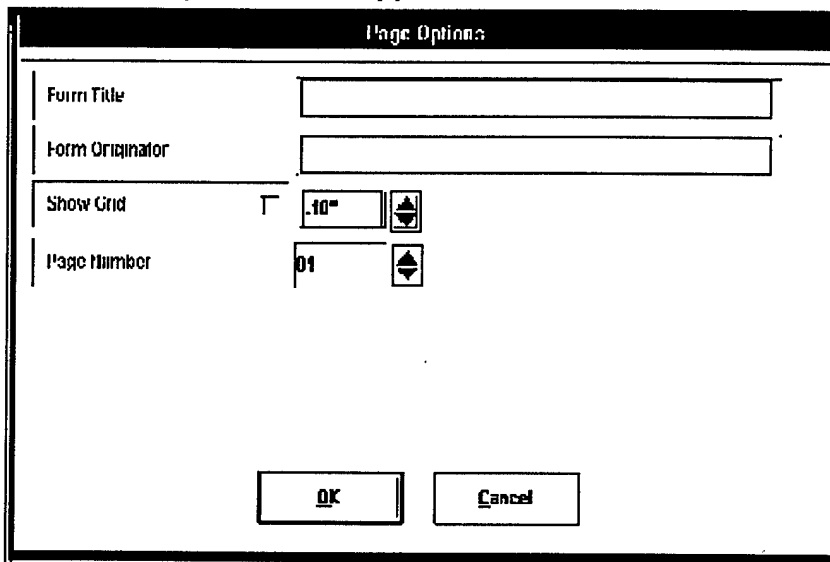 Page Options
Form Title
Form Originator
Show Grid .10"
Page Number 01
OK Cancel